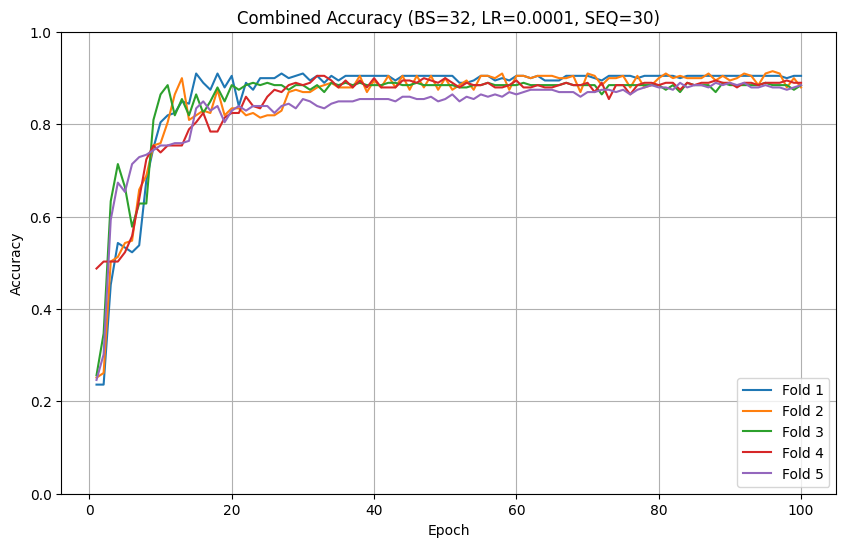 Combined Accuracy (BS=32, LR=0.0001, SEQ=30)
Accuracy
1.0
0.8
0.6
0.4
0.2
0.0
0 20 40 60 80 100
Epoch
Fold 1
Fold 2
Fold 3
Fold 4
Fold 5